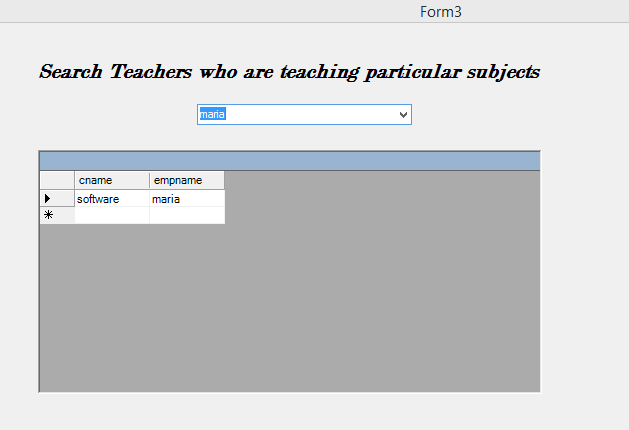 Form3
Search Teachers who are teaching particular subjects
maria
cname empname
software maria